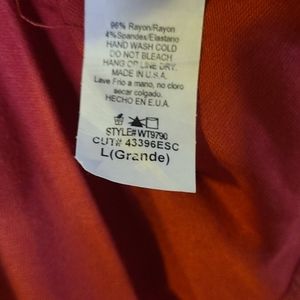 96% Rayon/Rayon
4%Spandex/Elastano
HAND WASH COLD
DO NOT BLEACH
HANG OR LINE DRY.
MADE IN U.S.A.
Lave Frio a mano, no cloro
secar colgado.
HECHO EN E.U.A.
STYLE# WT9790
CUT# 43396ESC
L(Grande)